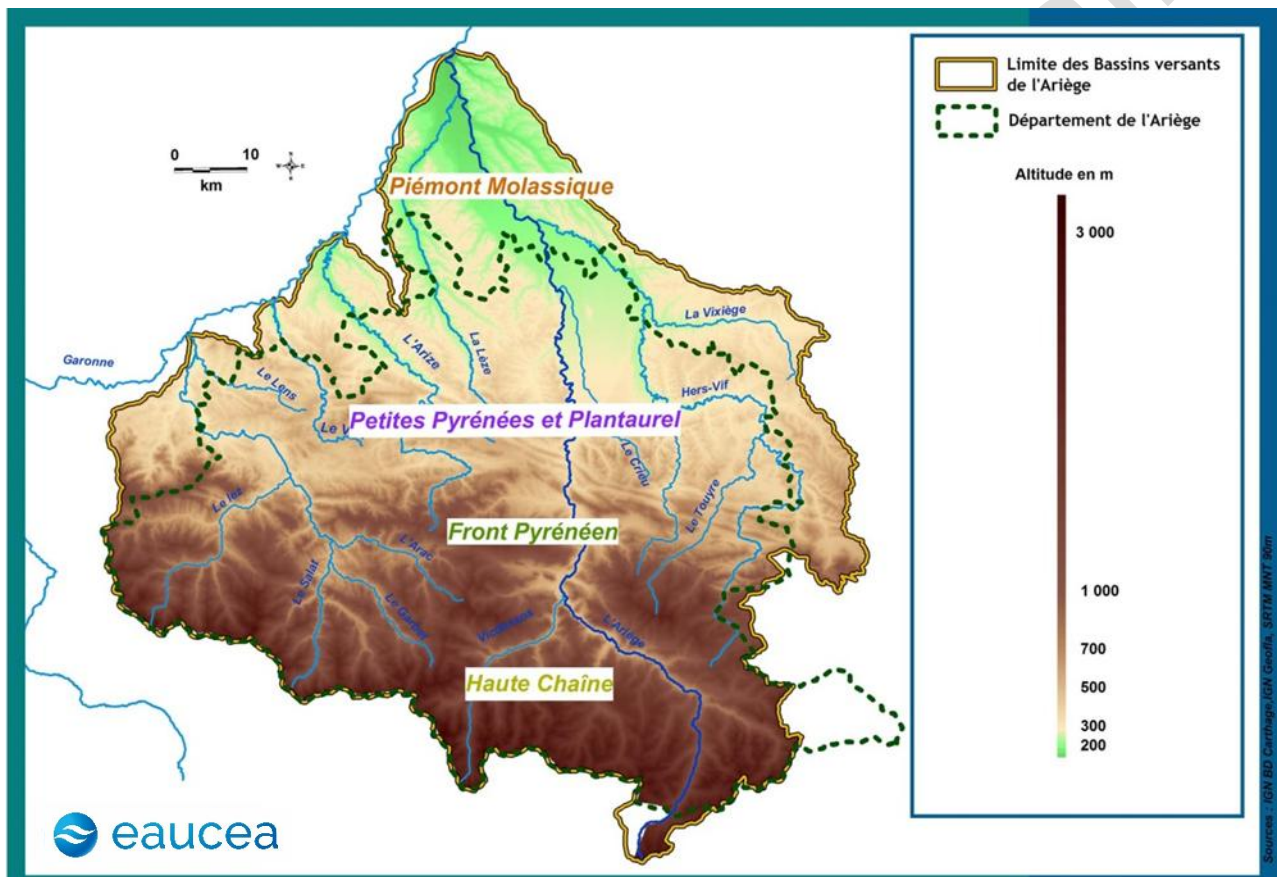 Limite des Bassins versants
de l'Ariège
Département de l'Ariège
0 10
km
Altitude en m
3 000
1 000
700
500
300
200
Piémont Molassique
La Vixiège
Garonne
L'Arize
La Lèze
Le Lens
Hers-Vif
Petites Pyrénées et Plantaurel
Le V
Le Crieu
Le Touyre
Le lez
Front Pyrénéen
L'Arac
Le Salat
Le Garbet
Vicdessos
L'Ariège
Haute Chaîne
eaucea
Sources : IGN BD Carthage,IGN Geofla, SRTM MNT 90m